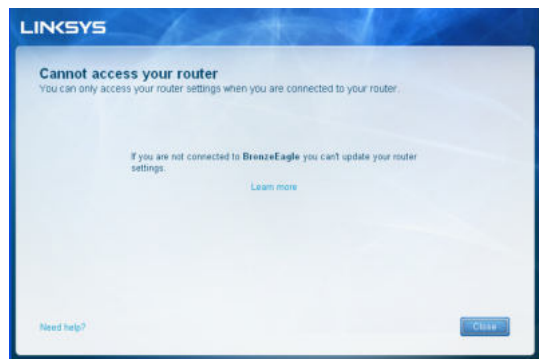 LINKSYS
Cannot access your router
You can only access your router settings when you are connected to your router.
If you are not connected to BronzeEagle you can't update your router
settings.
Learn more
Need help?
Close